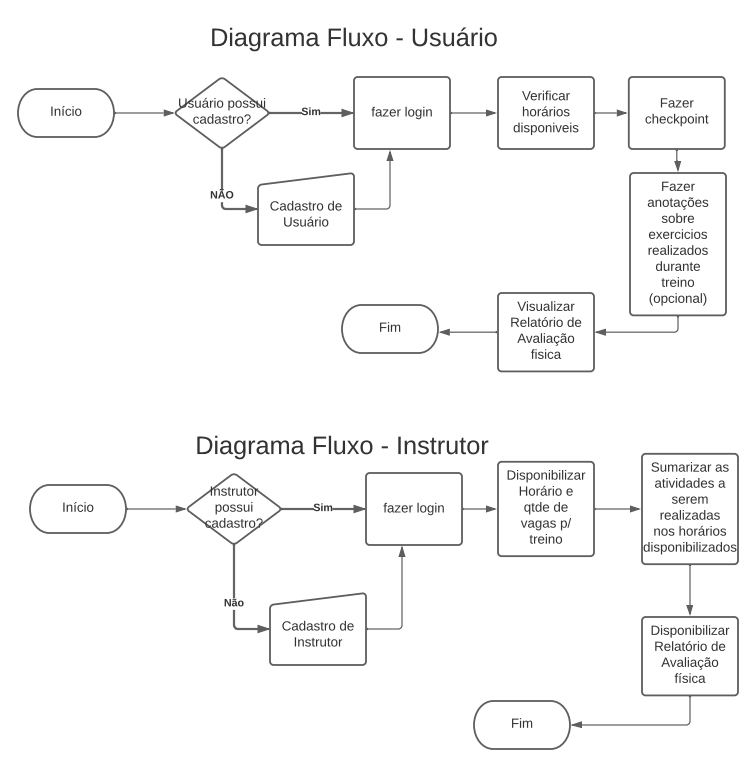 Diagrama Fluxo - Usuário
Início
Usuário possui
cadastro?
Sim
fazer login
Verificar
horários
disponiveis
Fazer
checkpoint
NÃO
Cadastro de
Usuário
Fazer
anotações
sobre
exercicios
realizados
durante
treino
(opcional)
Visualizar
Relatório de
Avaliação
fisica
Fim
Diagrama Fluxo - Instrutor
Início
Instrutor
possui
cadastro?
Sim
fazer login
Disponibilizar
Horário e
qtde de
vagas p/
treino
Sumarizar as
atividades a
serem
realizadas
nos horários
disponibilizados
Não
Cadastro de
Instrutor
Disponibilizar
Relatório de
Avaliação
física
Fim